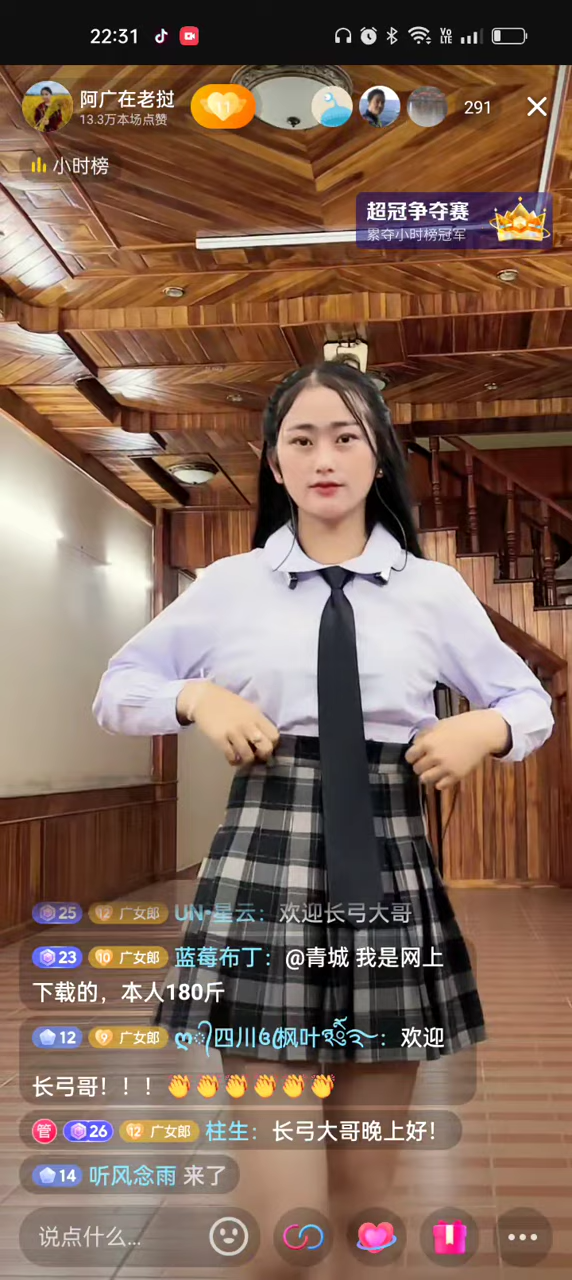 22:31
VoLTE
阿广在老挝
13.3万本场点赞
11
291
小时榜
超冠争夺赛
累夺小时榜冠军
25 12 广女郎 UN·星云：欢迎长弓大哥
23 10 广女郎 蓝莓布丁：@青城 我是网上
下载的，本人180斤
12 9 广女郎 四川 枫叶：欢迎
长弓哥！！！👏👏👏👏👏👏
管 26 12 广女郎 柱生：长弓大哥晚上好！
14 听风念雨 来了
说点什么...